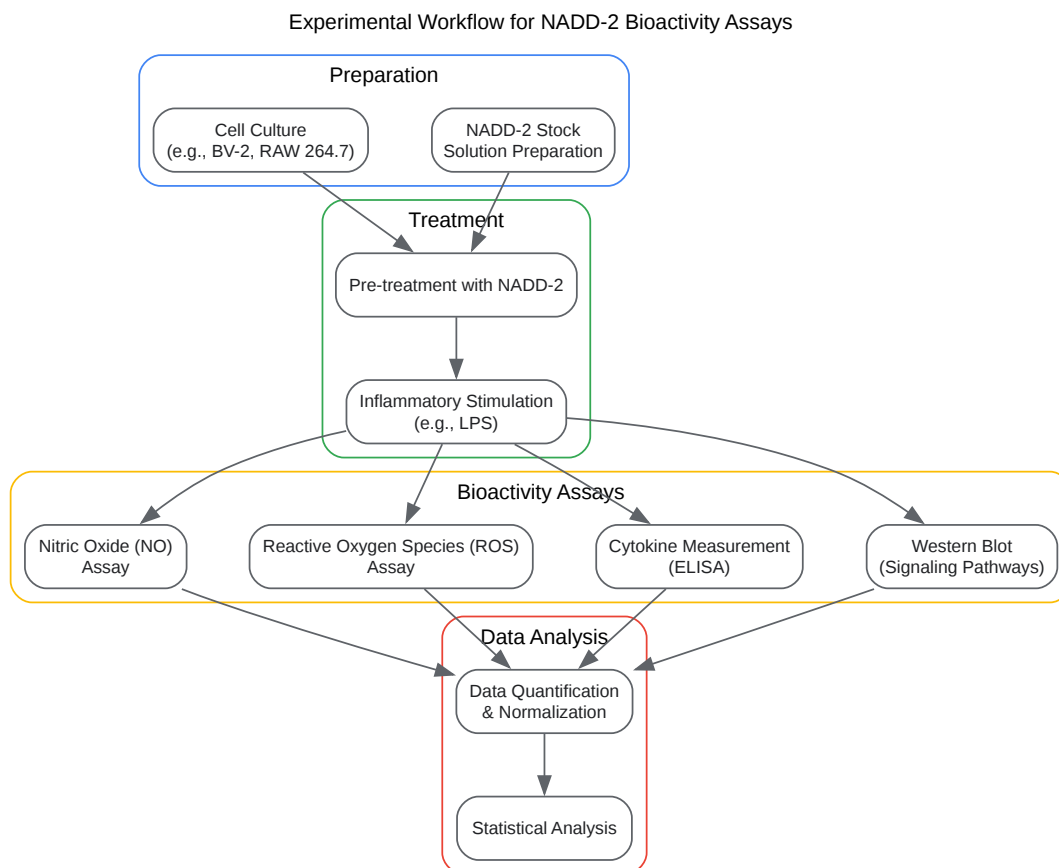 Experimental Workflow for NADD-2 Bioactivity Assays
Preparation
Cell Culture
(e.g., BV-2, RAW 264.7)
NADD-2 Stock
Solution Preparation
Treatment
Pre-treatment with NADD-2
Inflammatory Stimulation
(e.g., LPS)
Bioactivity Assays
Nitric Oxide (NO)
Assay
Reactive Oxygen Species (ROS)
Assay
Cytokine Measurement
(ELISA)
Western Blot
(Signaling Pathways)
Data Analysis
Data Quantification
& Normalization
Statistical Analysis